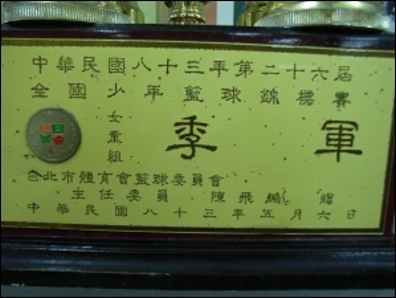 中華民國八十三年第二十六屆
全國少年籃球錦標賽
女童組
季軍
台北市體育會籃球委員會
主任委員 陳飛 贈
中華民國八十三年五月六日